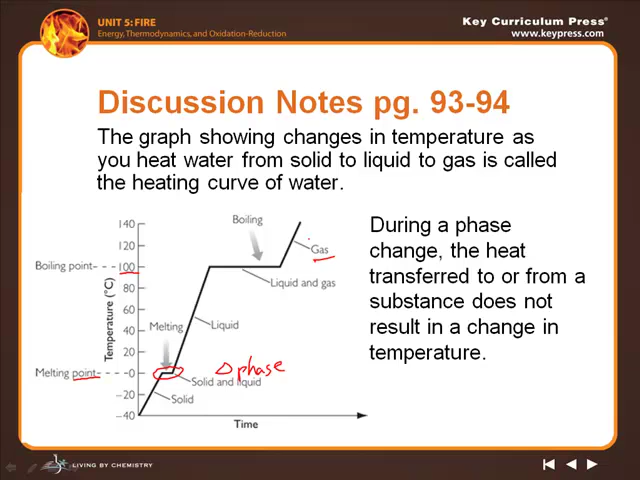 UNIT 5: FIRE
Energy, Thermodynamics, and Oxidation-Reduction
Key Curriculum Press®
www.keypress.com
Discussion Notes pg. 93-94
The graph showing changes in temperature as
you heat water from solid to liquid to gas is called
the heating curve of water.
During a phase
change, the heat
transferred to or from a
substance does not
result in a change in
temperature.
Temperature (°C)
140
120
Boiling point
100
80
60
40
20
Melting point
0
–20
–40
Boiling
Gas
Liquid and gas
Melting
Liquid
Δ phase
Solid and liquid
Solid
Time
LIVING BY CHEMISTRY